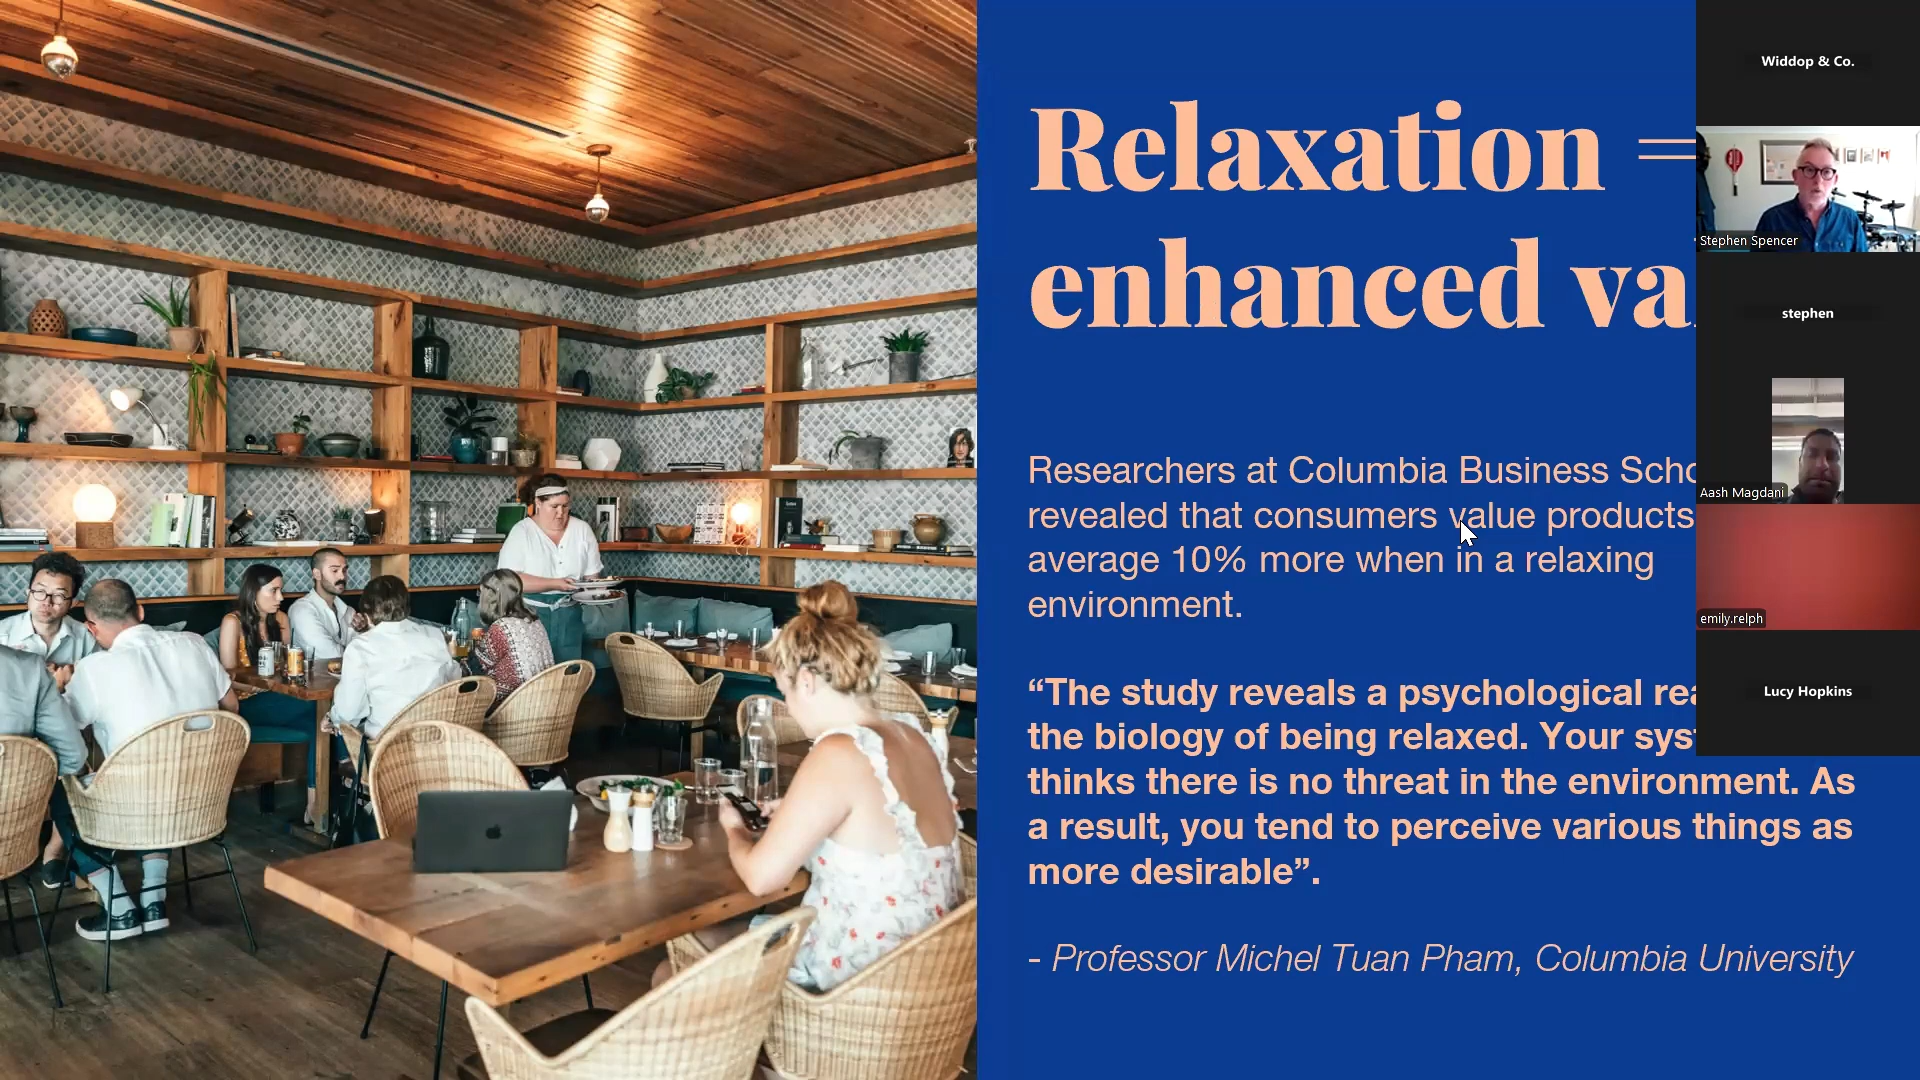 Relaxation =
enhanced va
Researchers at Columbia Business Scho
revealed that consumers value products
average 10% more when in a relaxing
environment.
“The study reveals a psychological rea
the biology of being relaxed. Your sys
thinks there is no threat in the environment. As
a result, you tend to perceive various things as
more desirable”.
- Professor Michel Tuan Pham, Columbia University
Widdop & Co.
Stephen Spencer
stephen
Aash Magdani
emily.relph
Lucy Hopkins